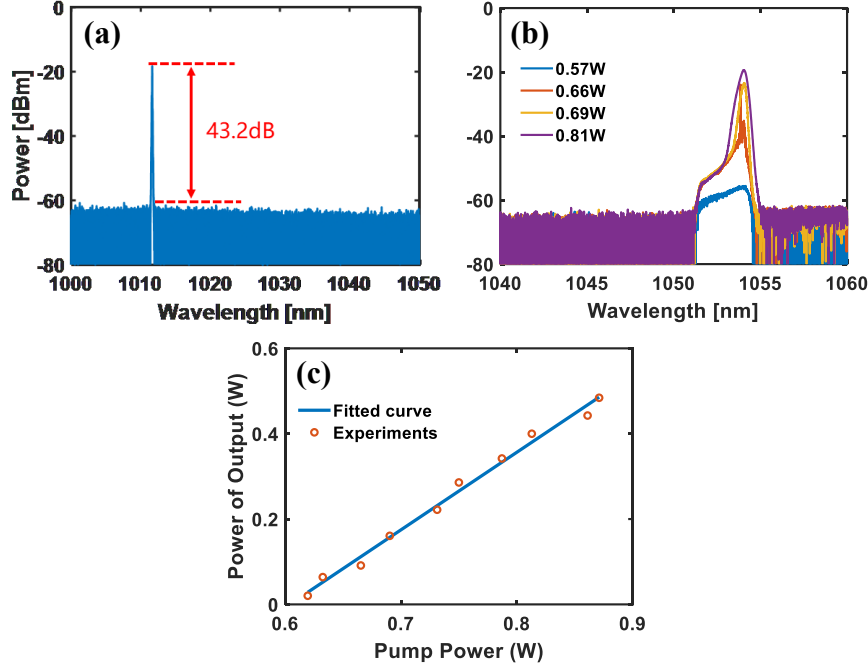 (a)
0
-20
-40
-60
-80
Power [dBm]
43.2dB
1000 1010 1020 1030 1040 1050
Wavelength [nm]
(b)
0
-20
-40
-60
-80
0.57W
0.66W
0.69W
0.81W
1040 1045 1050 1055 1060
Wavelength [nm]
(c)
0.6
0.4
0.2
0
Power of Output (W)
Fitted curve
Experiments
0.6 0.7 0.8 0.9
Pump Power (W)